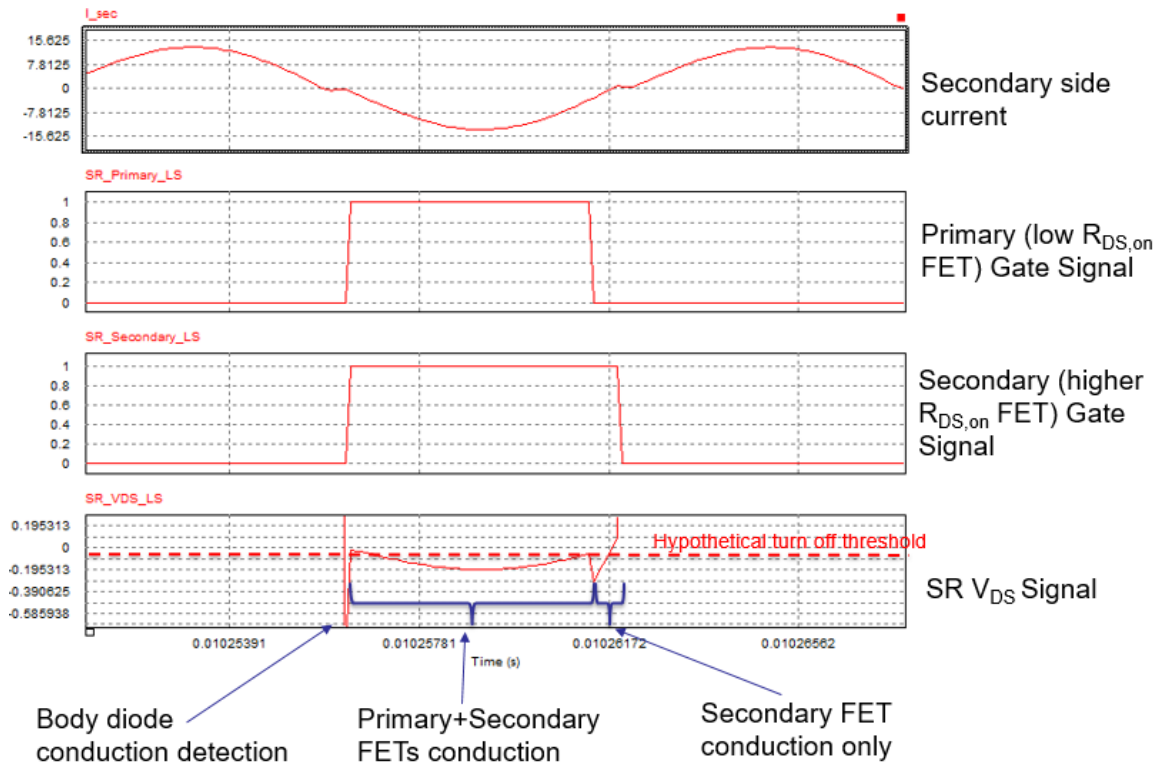 I_sec
15.625
7.8125
0
-7.8125
-15.625
Secondary side
current
SR_Primary_LS
1
0.8
0.6
0.4
0.2
0
Primary (low RDS,on
FET) Gate Signal
SR_Secondary_LS
1
0.8
0.6
0.4
0.2
0
Secondary (higher
RDS,on FET) Gate
Signal
SR_VDS_LS
0.195313
0
-0.195313
-0.390625
-0.585938
Hypothetical turn off threshold
SR VDS Signal
0.01025391 0.01025781 0.01026172 0.01026562
Time (s)
Body diode
conduction detection
Primary+Secondary
FETs conduction
Secondary FET
conduction only